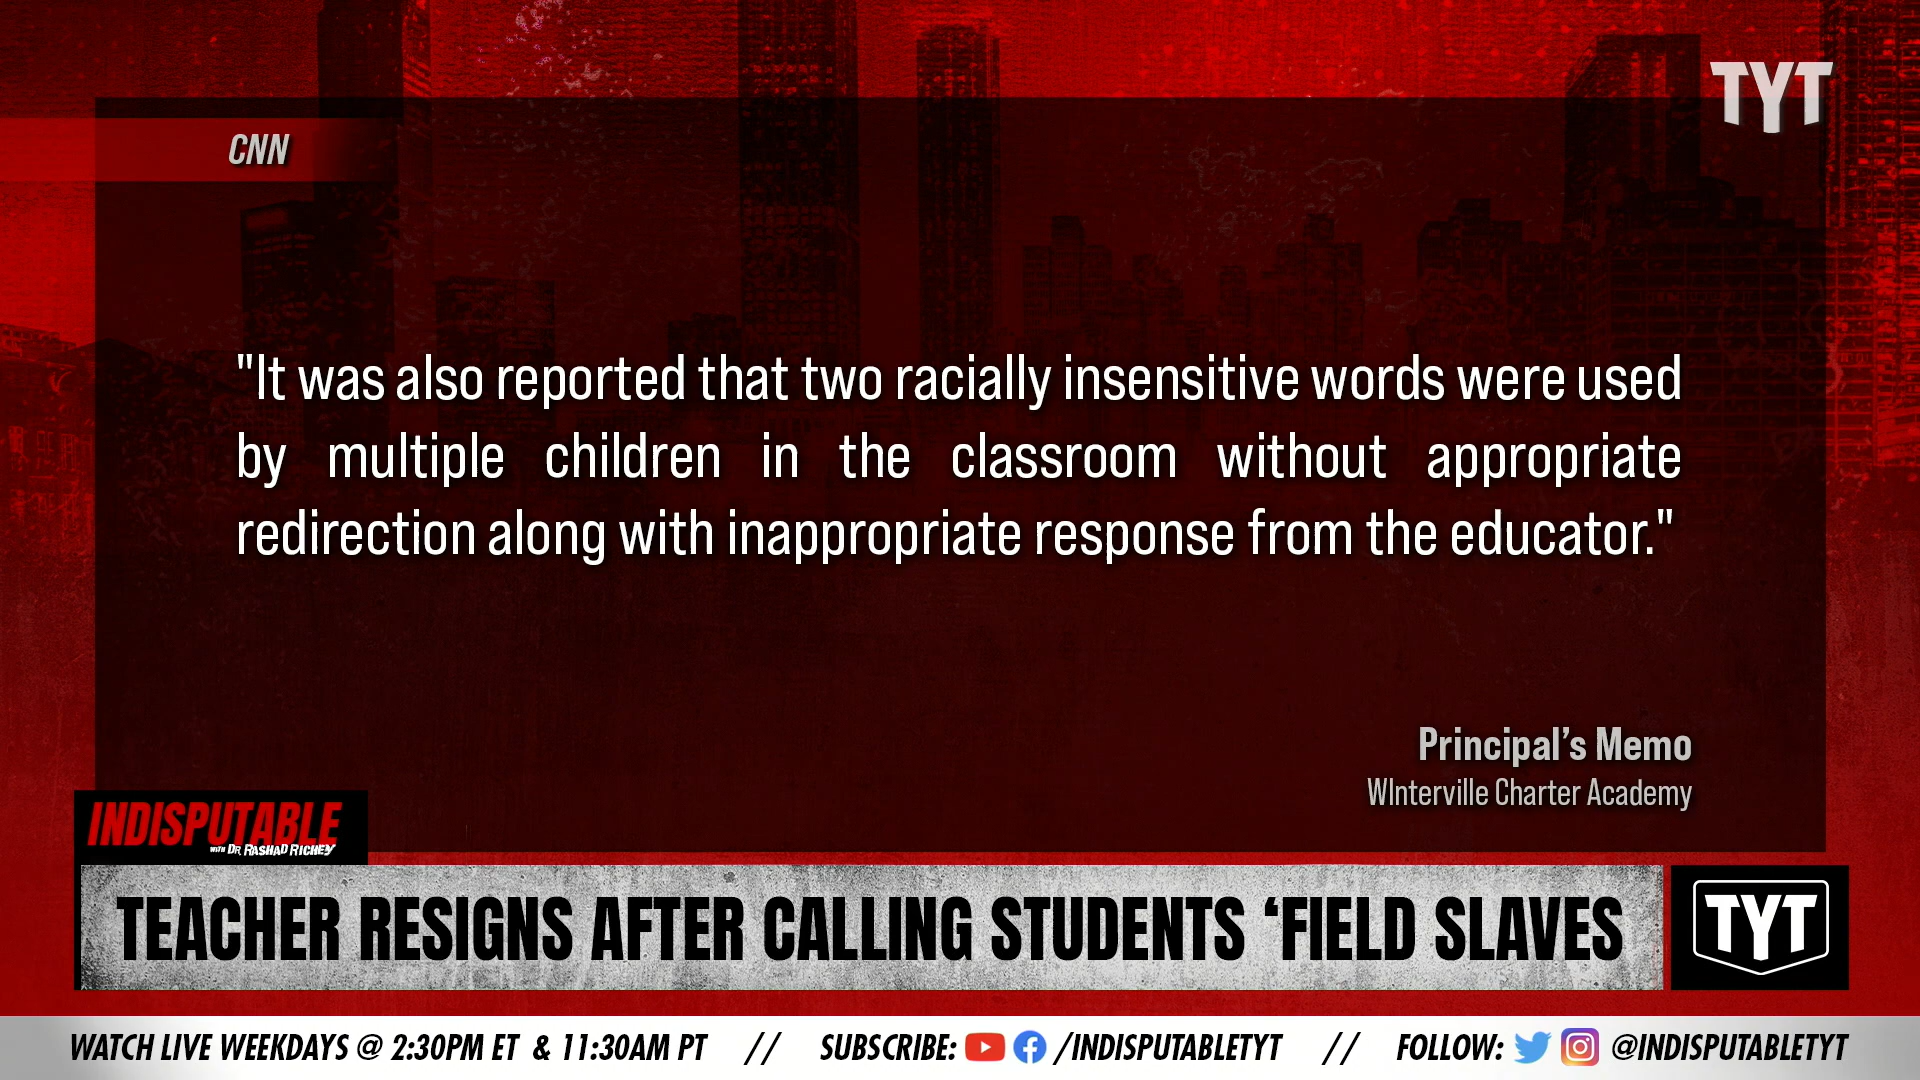 TYT
CNN
"It was also reported that two racially insensitive words were used
by multiple children in the classroom without appropriate
redirection along with inappropriate response from the educator."
Principal’s Memo
WInterville Charter Academy
INDISPUTABLE
WITH DR RASHAD RICHEY
TEACHER RESIGNS AFTER CALLING STUDENTS ‘FIELD SLAVES
TYT
WATCH LIVE WEEKDAYS @ 2:30PM ET & 11:30AM PT // SUBSCRIBE: /INDISPUTABLETYT // FOLLOW: @INDISPUTABLETYT